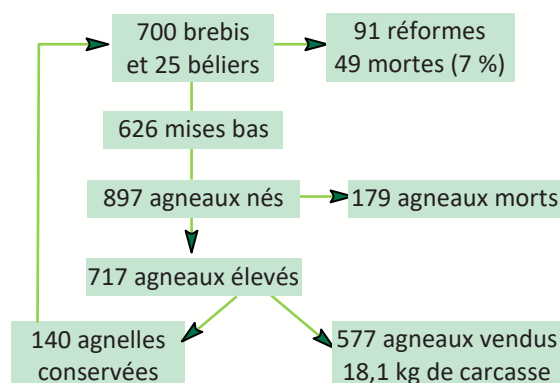 700 brebis
et 25 béliers
91 réformes
49 mortes (7 %)
626 mises bas
897 agneaux nés
179 agneaux morts
717 agneaux élevés
140 agnelles
conservées
577 agneaux vendus
18,1 kg de carcasse